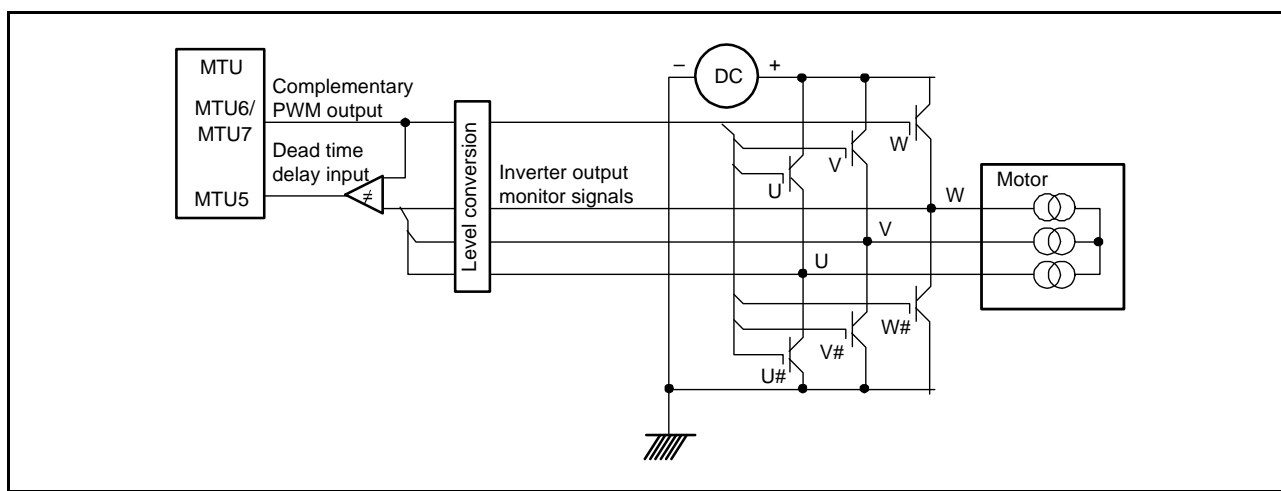 MTU
MTU6/
MTU7
MTU5
Complementary
PWM output
Dead time
delay input
≠
Level conversion
Inverter output
monitor signals
– DC +
W
V
U
W
V
U
W#
V#
U#
Motor